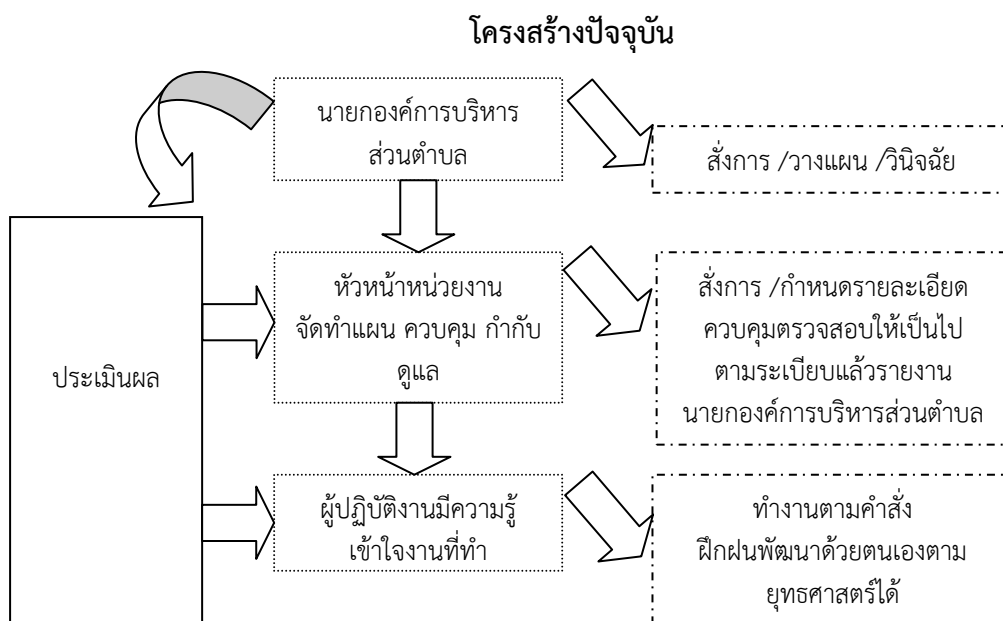 โครงสร้างปัจจุบัน
นายกองค์การบริหาร
ส่วนตำบล
สั่งการ /วางแผน /วินิจฉัย
หัวหน้าหน่วยงาน
จัดทำแผน ควบคุม กำกับ
ดูแล
สั่งการ /กำหนดรายละเอียด
ควบคุมตรวจสอบให้เป็นไป
ตามระเบียบแล้วรายงาน
นายกองค์การบริหารส่วนตำบล
ประเมินผล
ผู้ปฏิบัติงานมีความรู้
เข้าใจงานที่ทำ
ทำงานตามคำสั่ง
ฝึกฝนพัฒนาด้วยตนเองตาม
ยุทธศาสตร์ได้